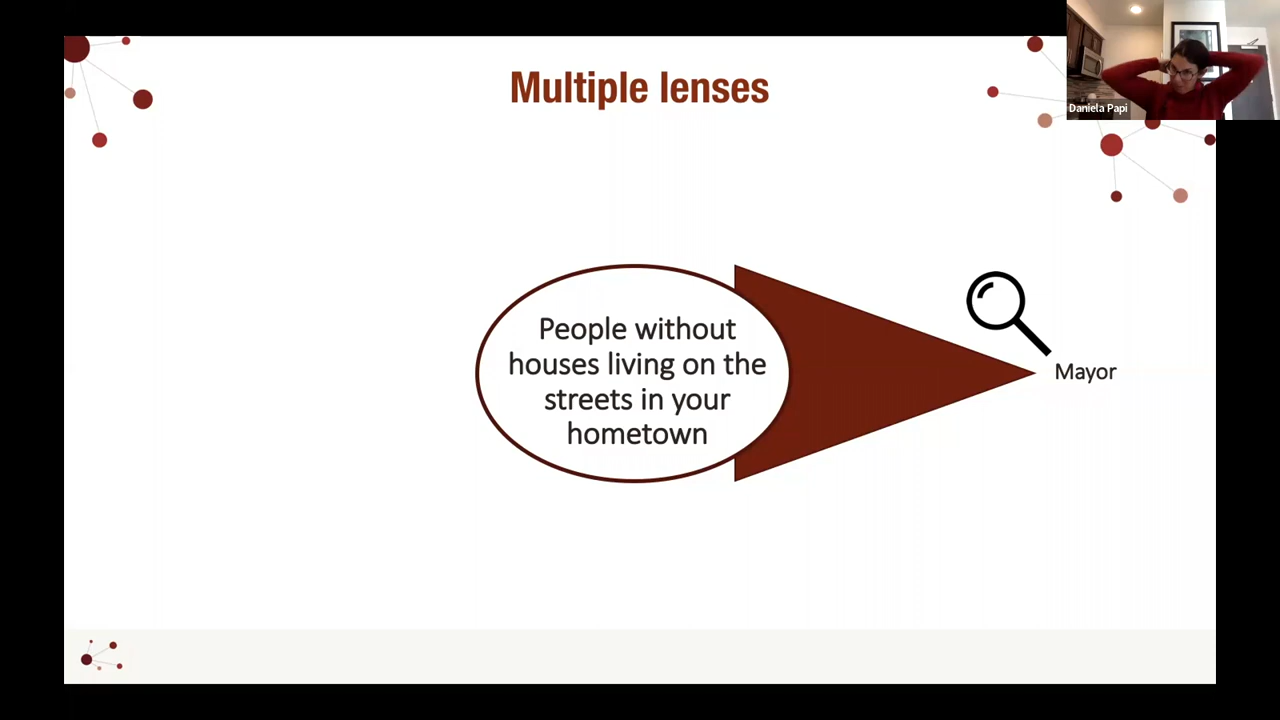 Multiple lenses
Daniela Papi
People without
houses living on the
streets in your
hometown
Mayor